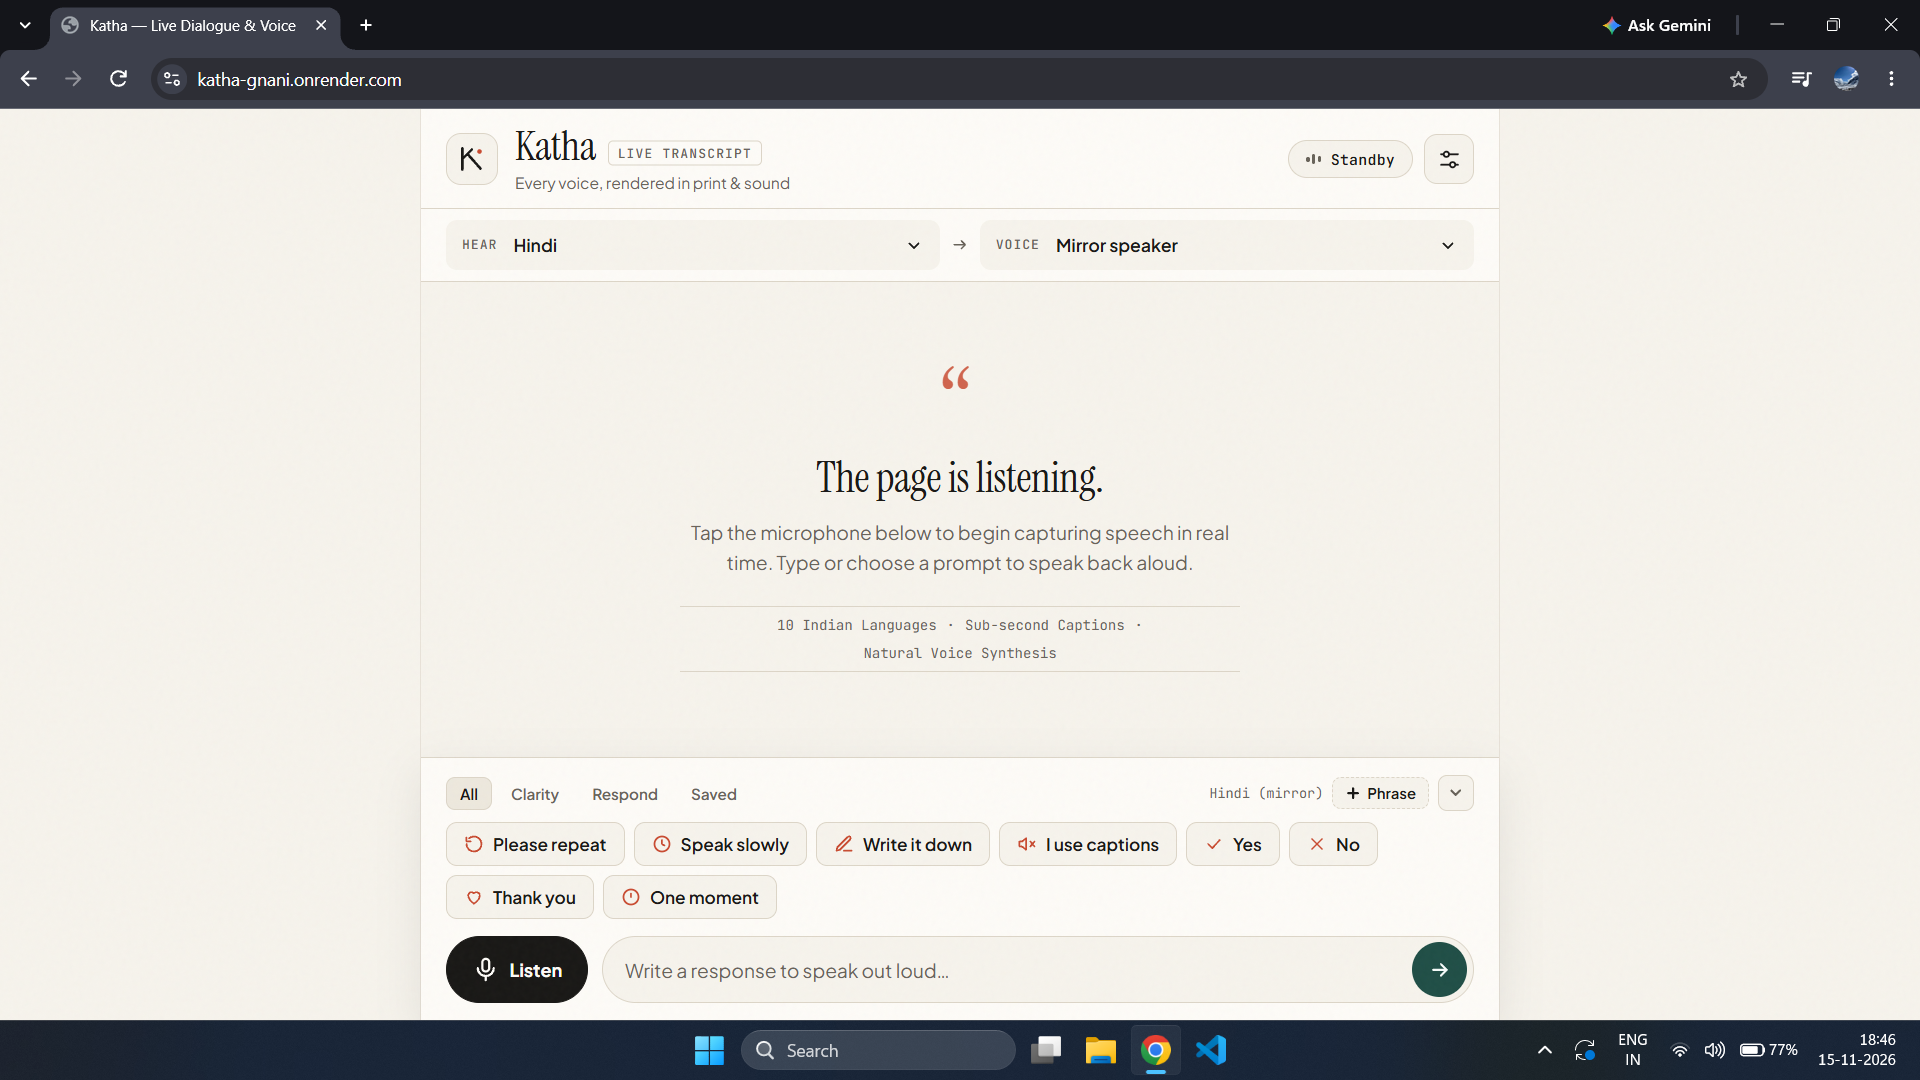 Katha — Live Dialogue & Voice
Ask Gemini
katha-gnani.onrender.com
K
Katha LIVE TRANSCRIPT
Every voice, rendered in print & sound
Standby
HEAR Hindi
VOICE Mirror speaker
“
The page is listening.
Tap the microphone below to begin capturing speech in real
time. Type or choose a prompt to speak back aloud.
10 Indian Languages · Sub-second Captions ·
Natural Voice Synthesis
All Clarity Respond Saved
Hindi (mirror) + Phrase
Please repeat Speak slowly Write it down I use captions Yes No
Thank you One moment
Listen
Write a response to speak out loud...
Search
ENG
IN
77%
18:46
15-11-2026